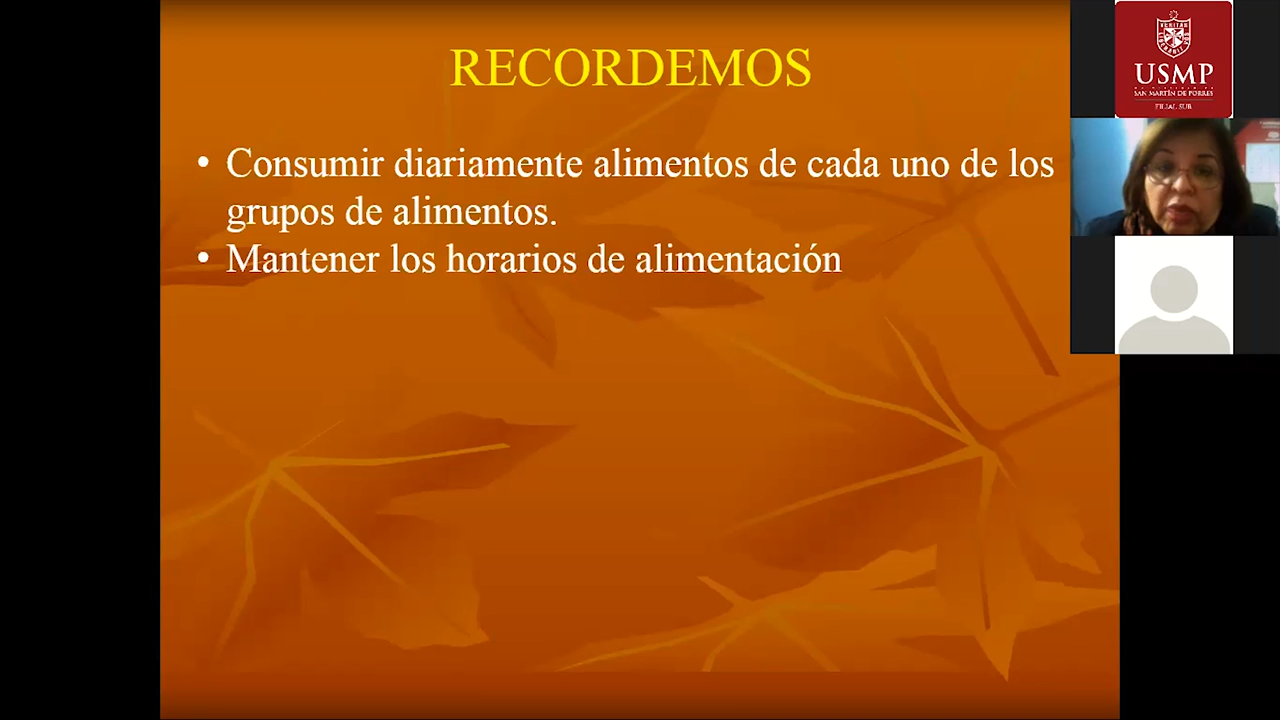 RECORDEMOS
• Consumir diariamente alimentos de cada uno de los
grupos de alimentos.
• Mantener los horarios de alimentación
USMP
SAN MARTÍN DE PORRES
FILIAL SUR